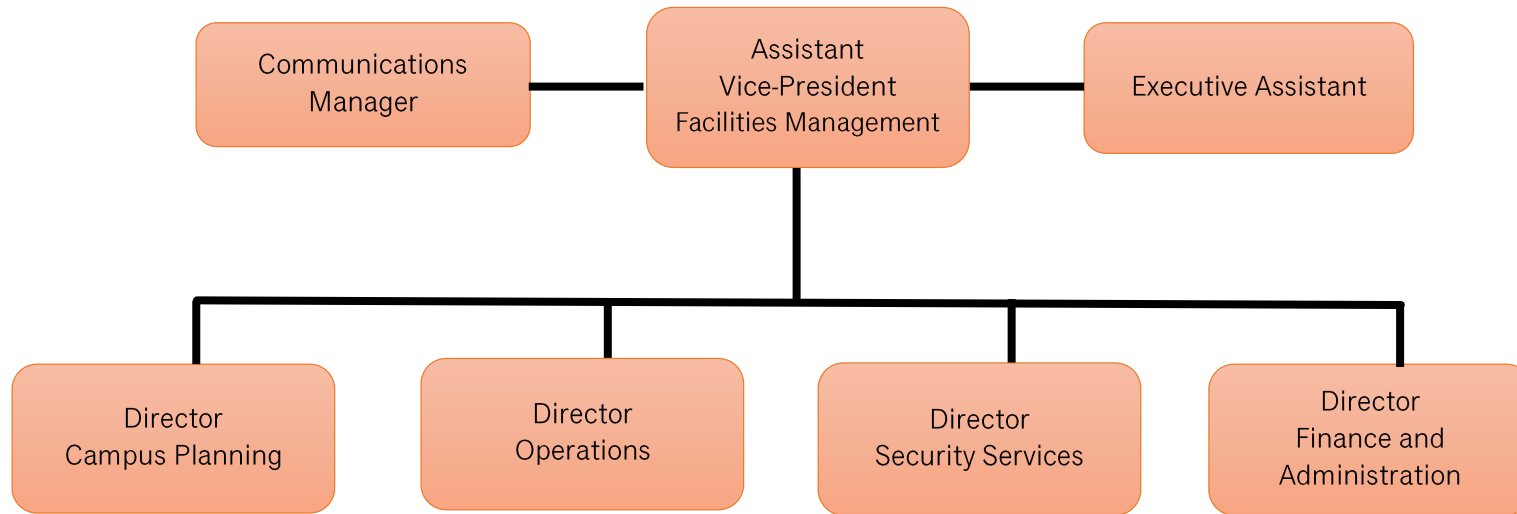 Communications
Manager
Assistant
Vice-President
Facilities Management
Executive Assistant
Director
Campus Planning
Director
Operations
Director
Security Services
Director
Finance and
Administration